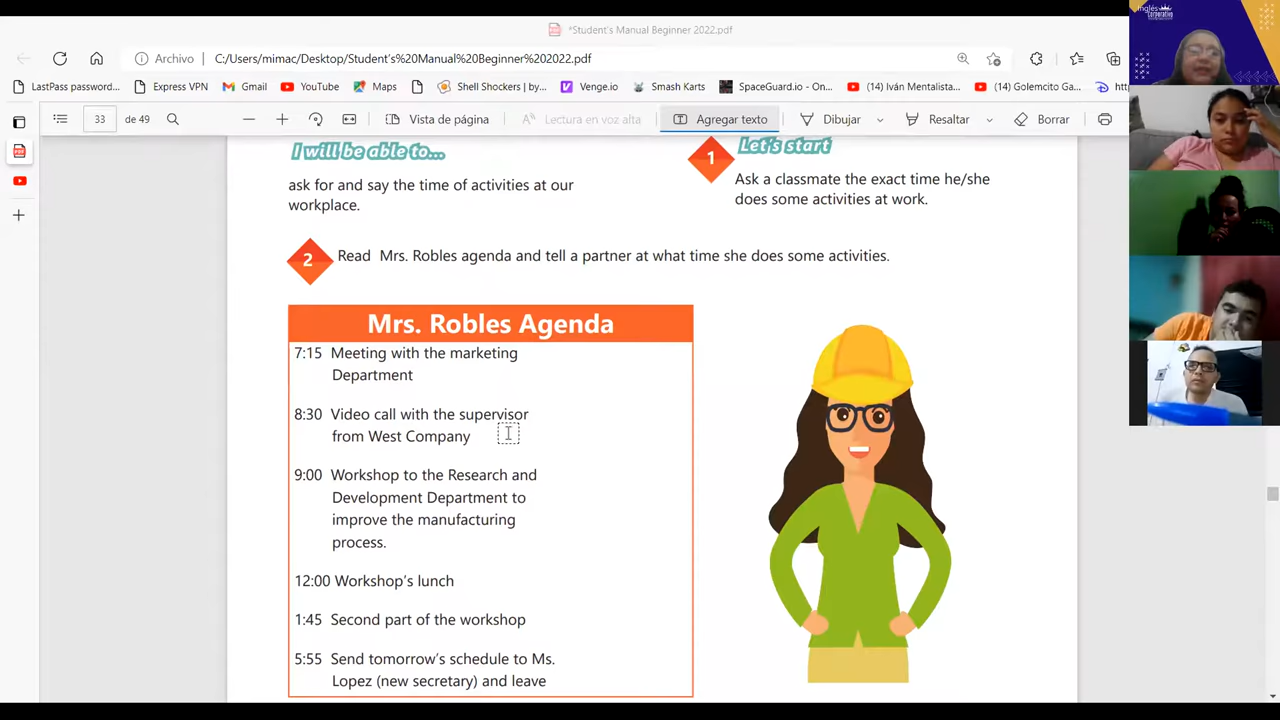 *Student's Manual Beginner 2022.pdf
Archivo
C:/Users/mimac/Desktop/Student's%20Manual%20Beginner%202022.pdf
LastPass password...
Express VPN
Gmail
YouTube
Maps
Shell Shockers | by...
Venge.io
Smash Karts
SpaceGuard.io - On...
(14) Iván Mentalista...
(14) Golemcito Ga...
33
de 49
Vista de página
Lectura en voz alta
Agregar texto
Dibujar
Resaltar
Borrar
I will be able to...
ask for and say the time of activities at our
workplace.
1
Let's start
Ask a classmate the exact time he/she
does some activities at work.
2
Read Mrs. Robles agenda and tell a partner at what time she does some activities.
Mrs. Robles Agenda
7:15 Meeting with the marketing
Department
8:30 Video call with the supervisor
from West Company
9:00 Workshop to the Research and
Development Department to
improve the manufacturing
process.
12:00 Workshop's lunch
1:45 Second part of the workshop
5:55 Send tomorrow's schedule to Ms.
Lopez (new secretary) and leave
Inglés
Corporativo